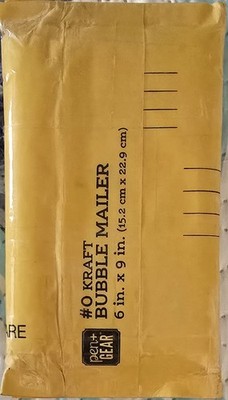 #0 KRAFT
BUBBLE MAILER
6 in. x 9 in. (15.2 cm x 22.9 cm)
pen+
GEAR